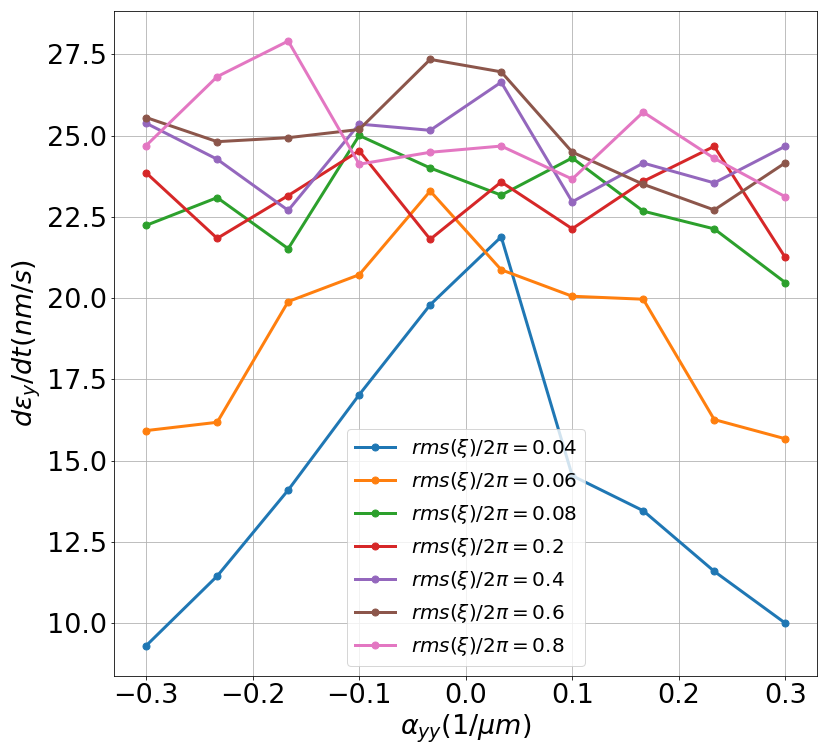 27.5
25.0
22.5
20.0
17.5
15.0
12.5
10.0
dε_y/dt(nm/s)
rms(ξ)/2π = 0.04
rms(ξ)/2π = 0.06
rms(ξ)/2π = 0.08
rms(ξ)/2π = 0.2
rms(ξ)/2π = 0.4
rms(ξ)/2π = 0.6
rms(ξ)/2π = 0.8
−0.3 −0.2 −0.1 0.0 0.1 0.2 0.3
α_yy(1/μm)